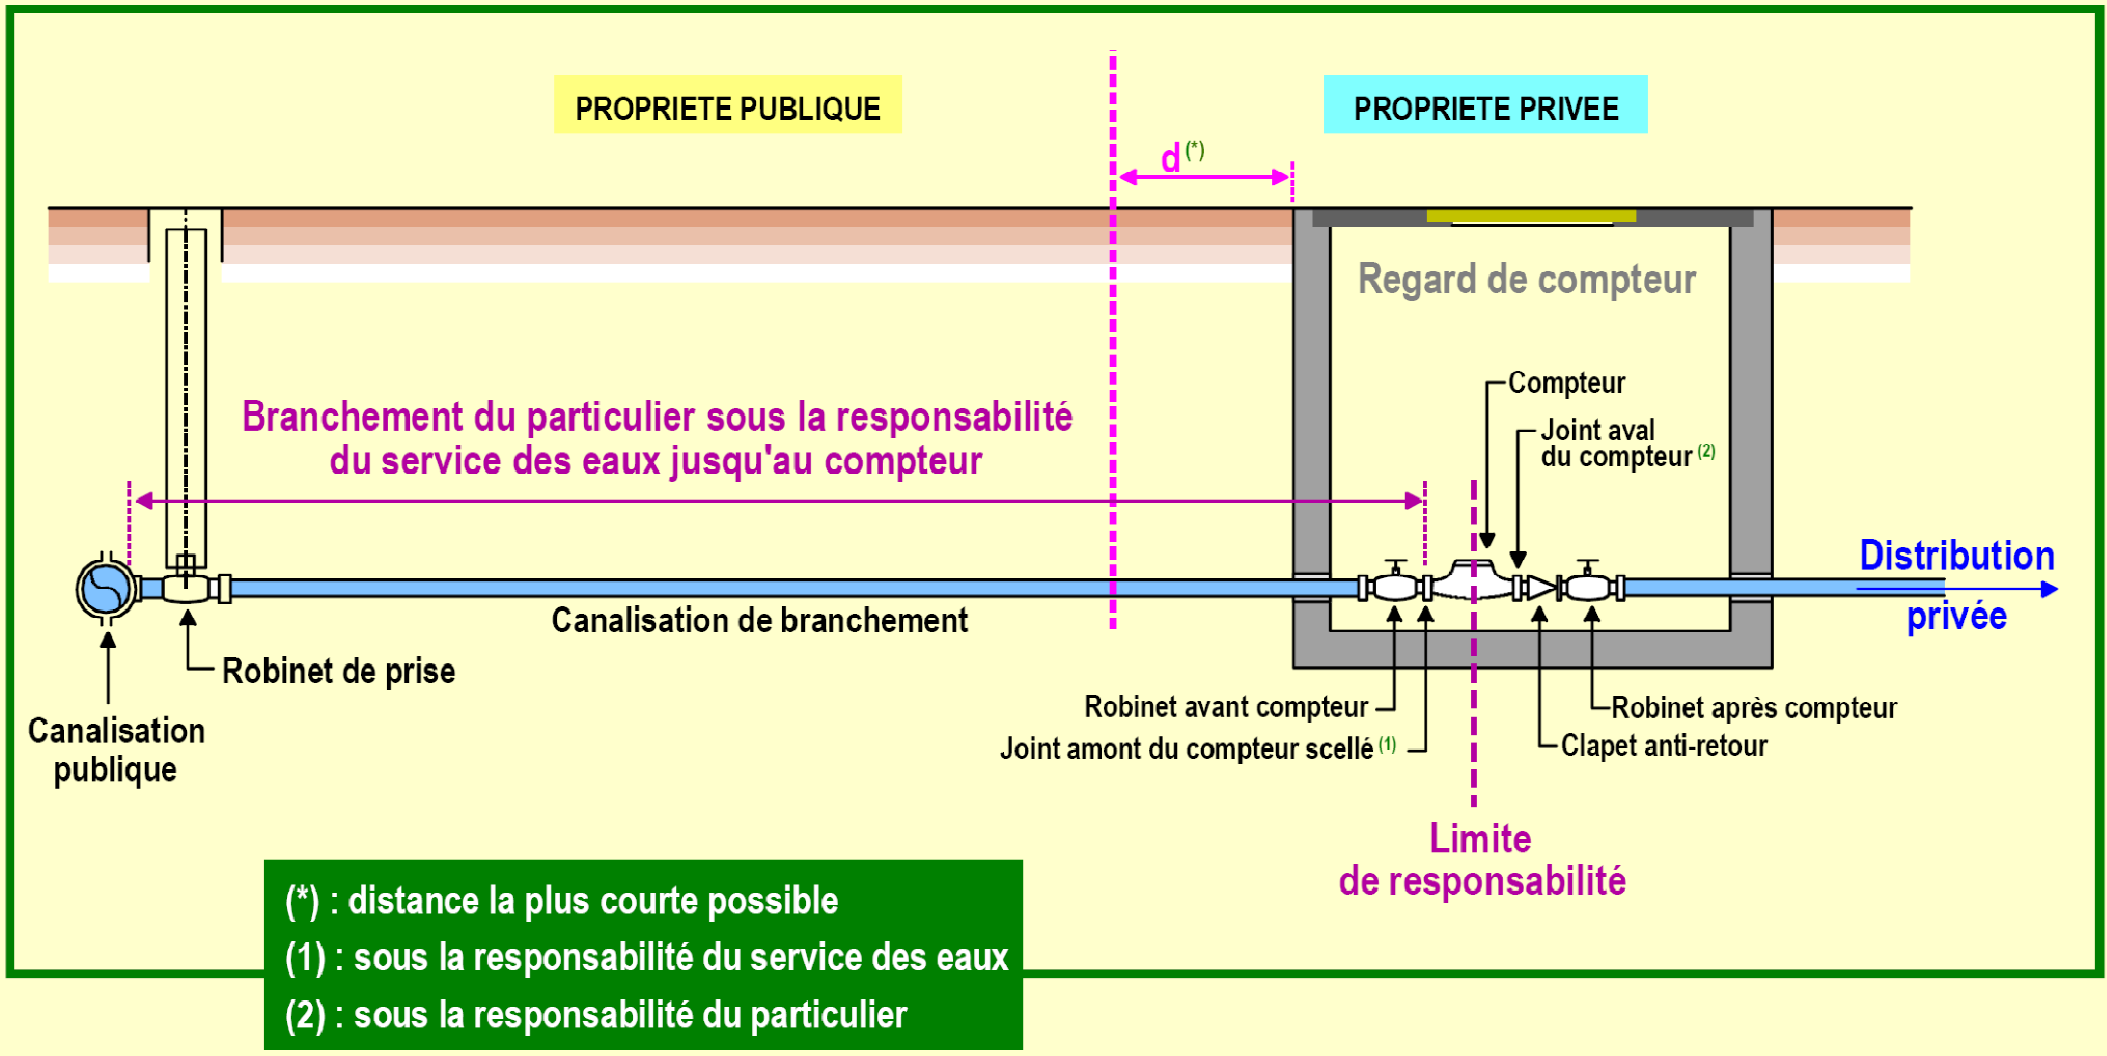 PROPRIETE PUBLIQUE
PROPRIETE PRIVEE
d (*)
Regard de compteur
Compteur
Joint aval
du compteur (2)
Branchement du particulier sous la responsabilité
du service des eaux jusqu'au compteur
Distribution
privée
Canalisation de branchement
Robinet de prise
Canalisation
publique
Robinet avant compteur
Joint amont du compteur scellé (1)
Robinet après compteur
Clapet anti-retour
Limite
de responsabilité
(*) : distance la plus courte possible
(1) : sous la responsabilité du service des eaux
(2) : sous la responsabilité du particulier